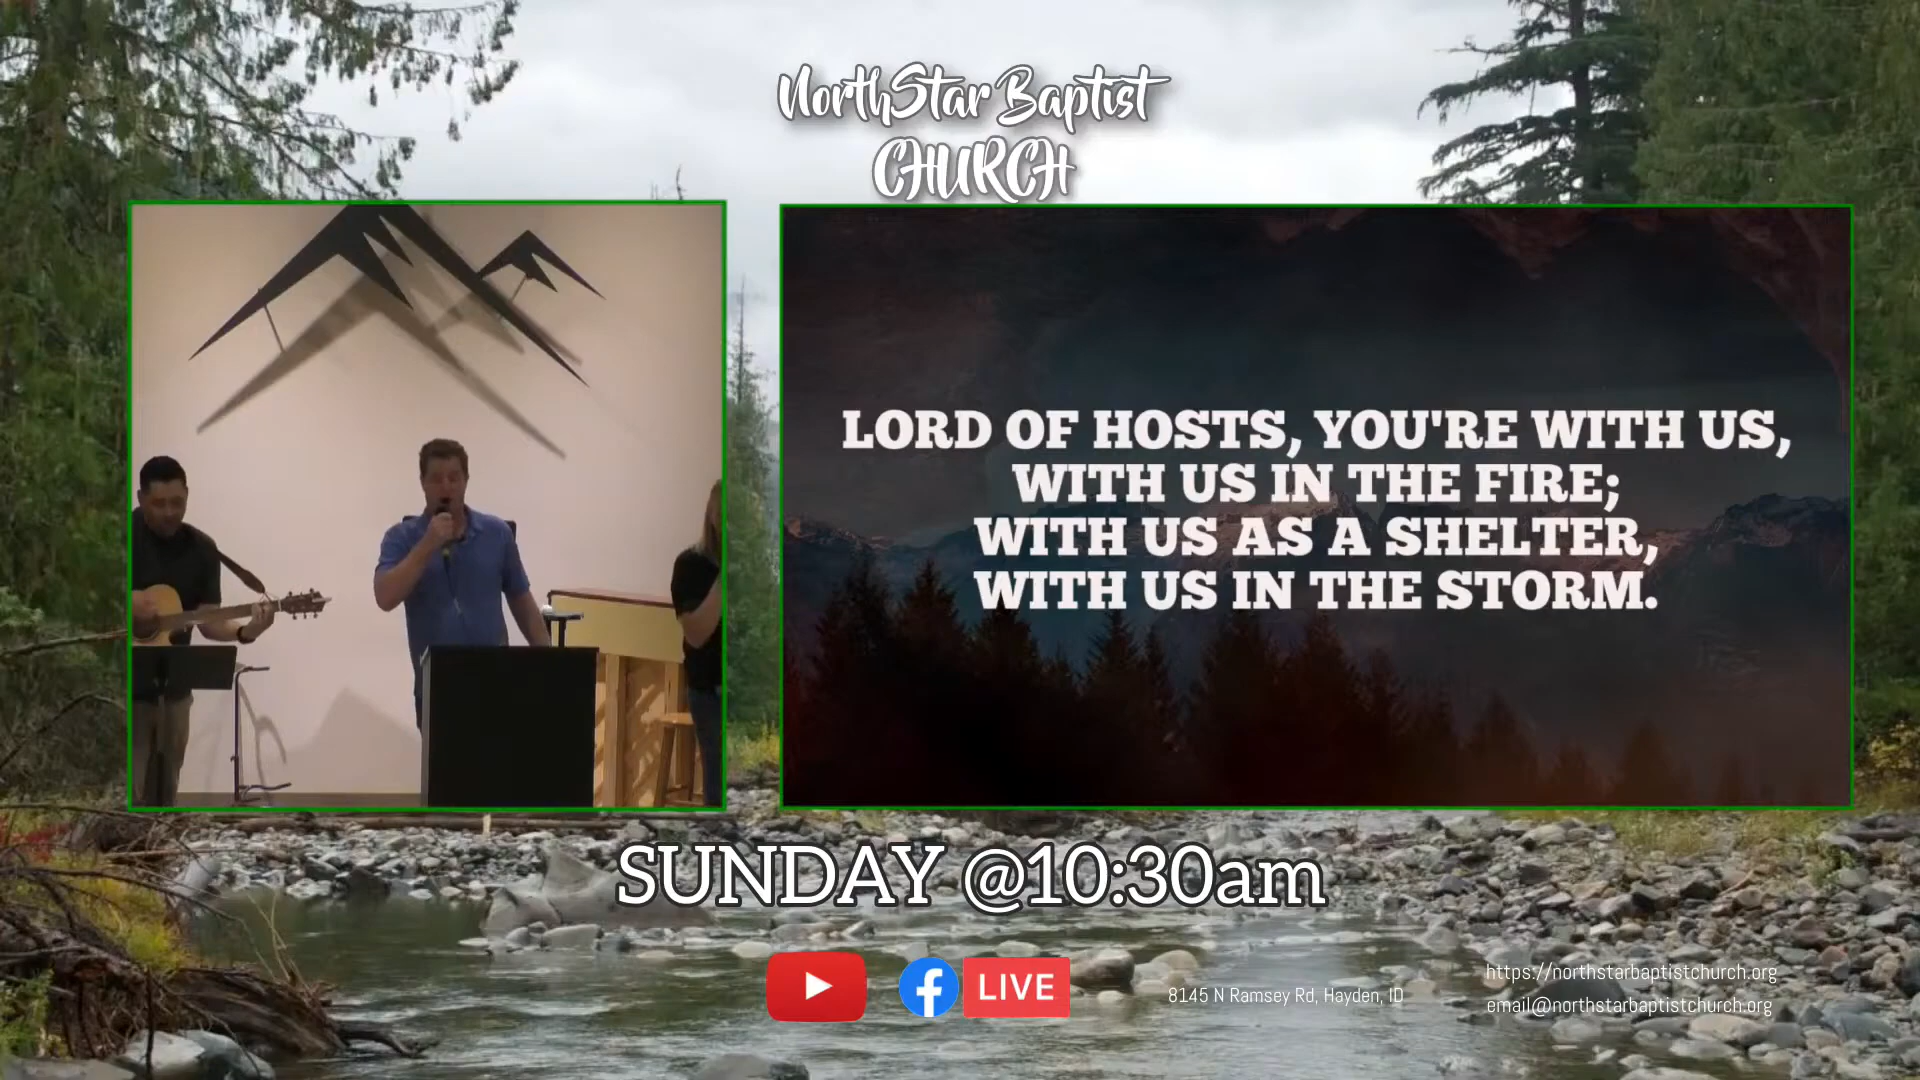 NorthStar Baptist
CHURCH
LORD OF HOSTS, YOU'RE WITH US,
WITH US IN THE FIRE;
WITH US AS A SHELTER,
WITH US IN THE STORM.
SUNDAY @10:30am
LIVE
8145 N Ramsey Rd, Hayden, ID
https://northstarbaptistchurch.org
email@northstarbaptistchurch.org